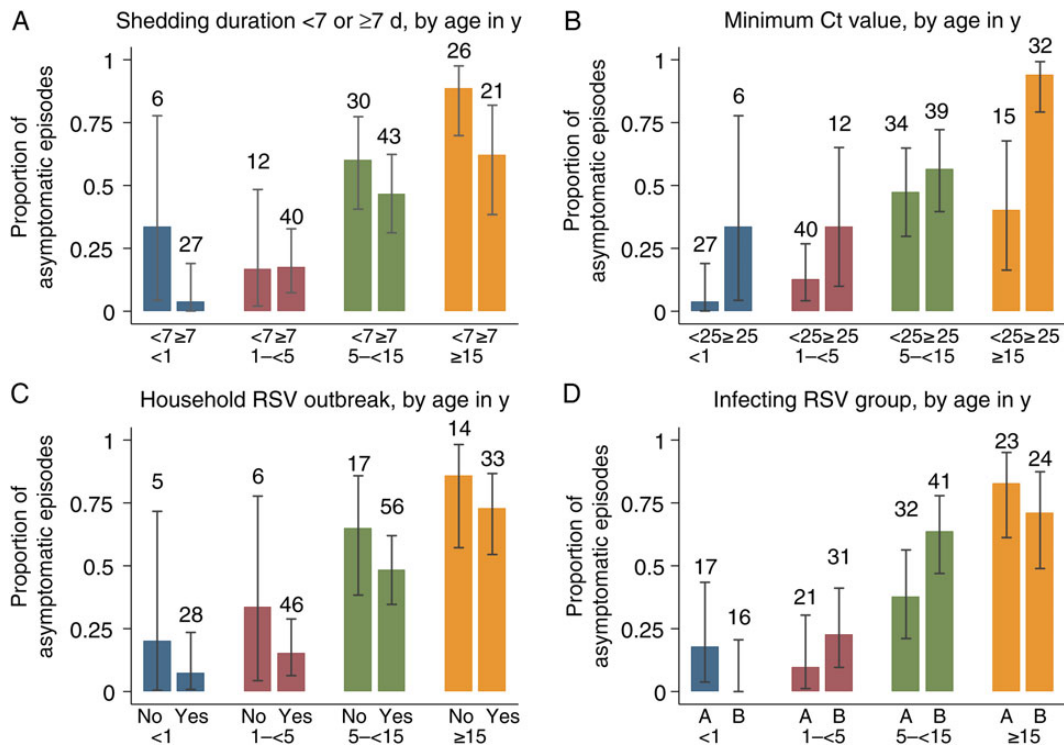 A Shedding duration <7 or ≥7 d, by age in y
Proportion of
asymptomatic episodes
1
0.75
0.5
0.25
0
6
27
12
40
30
43
26
21
<7 ≥7 <7 ≥7 <7 ≥7 <7 ≥7
<1 1–<5 5–<15 ≥15
B Minimum Ct value, by age in y
Proportion of
asymptomatic episodes
1
0.75
0.5
0.25
0
27
6
40
12
34
39
15
32
<25 ≥25 <25 ≥25 <25 ≥25 <25 ≥25
<1 1–<5 5–<15 ≥15
C Household RSV outbreak, by age in y
Proportion of
asymptomatic episodes
1
0.75
0.5
0.25
0
5
28
6
46
17
56
14
33
No Yes No Yes No Yes No Yes
<1 1–<5 5–<15 ≥15
D Infecting RSV group, by age in y
Proportion of
asymptomatic episodes
1
0.75
0.5
0.25
0
17
16
21
31
32
41
23
24
A B A B A B A B
<1 1–<5 5–<15 ≥15